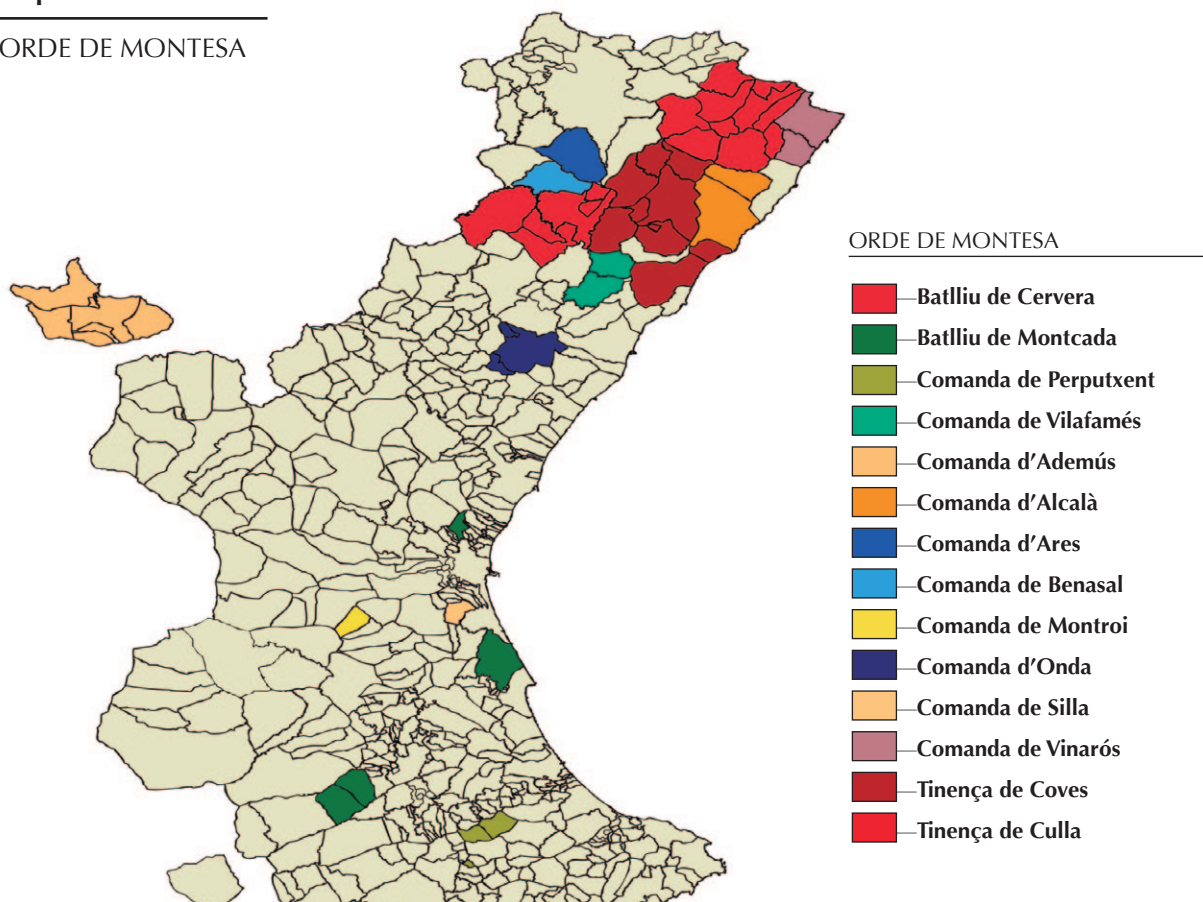 ORDE DE MONTESA
ORDE DE MONTESA
Batlliu de Cervera
Batlliu de Montcada
Comanda de Perputxent
Comanda de Vilafamés
Comanda d'Ademús
Comanda d'Alcalà
Comanda d'Ares
Comanda de Benasal
Comanda de Montroi
Comanda d'Onda
Comanda de Silla
Comanda de Vinarós
Tinença de Coves
Tinença de Culla